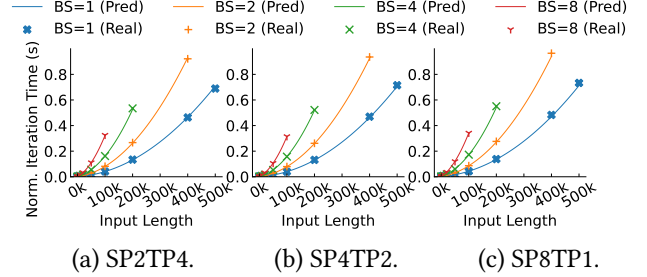 BS=1 (Pred) BS=2 (Pred) BS=4 (Pred) BS=8 (Pred)
BS=1 (Real) BS=2 (Real) BS=4 (Real) BS=8 (Real)
Norm. Iteration Time (s)
0.8
0.6
0.4
0.2
0.0
0k 100k 200k 300k 400k 500k
Input Length
(a) SP2TP4.
0.8
0.6
0.4
0.2
0.0
0k 100k 200k 300k 400k 500k
Input Length
(b) SP4TP2.
0.8
0.6
0.4
0.2
0.0
0k 100k 200k 300k 400k 500k
Input Length
(c) SP8TP1.